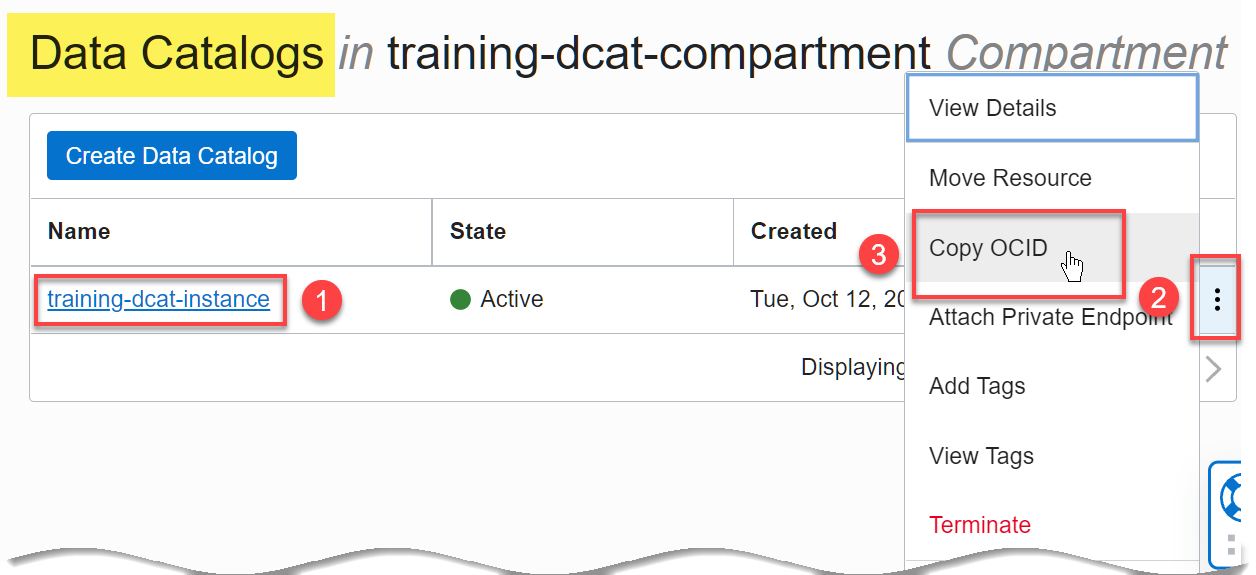 Data Catalogs in training-dcat-compartment Compartment
View Details
Create Data Catalog
Move Resource
Name State Created
Copy OCID
3
training-dcat-instance 1 Active Tue, Oct 12, 20
2
Attach Private Endpoint
Displaying
Add Tags
View Tags
Terminate